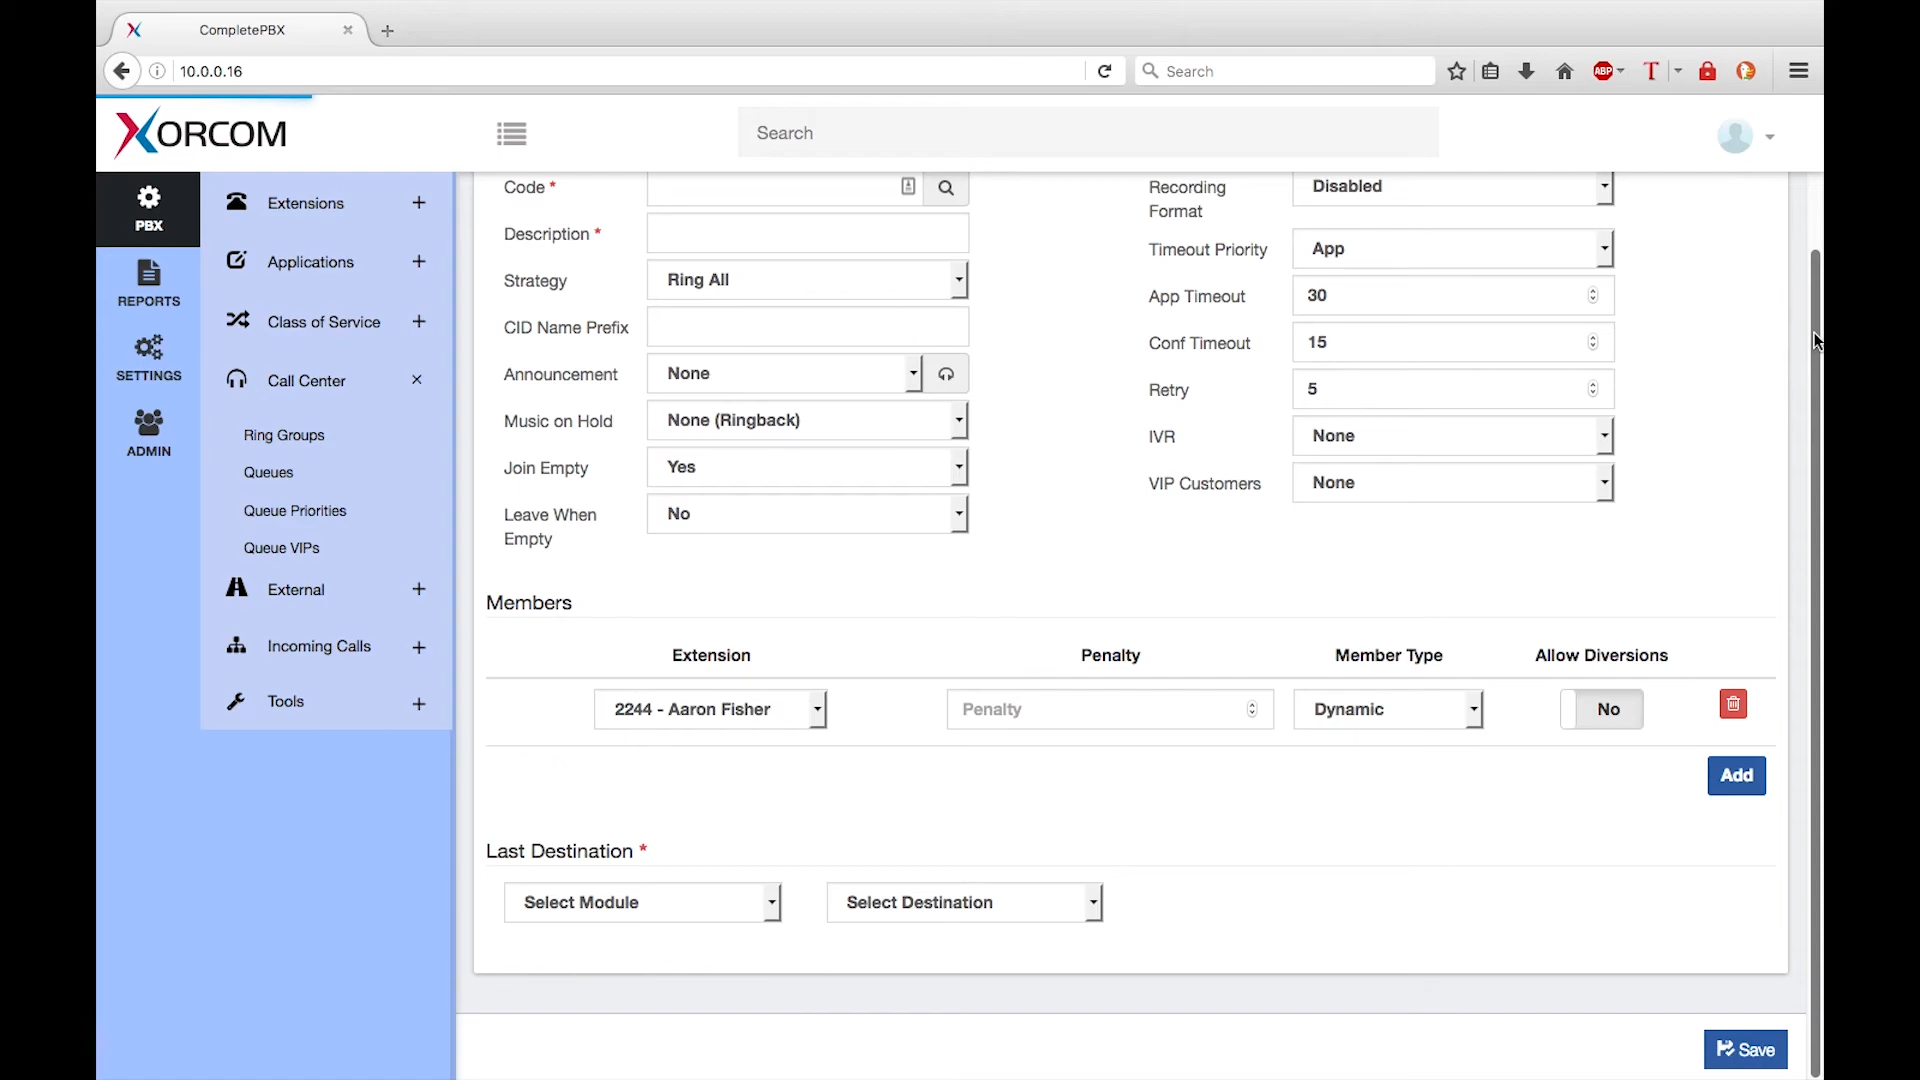 CompletePBX
10.0.0.16
Search
ABP
T
XORCOM
Search
PBX
REPORTS
SETTINGS
ADMIN
Extensions
Applications
Class of Service
Call Center
Ring Groups
Queues
Queue Priorities
Queue VIPs
External
Incoming Calls
Tools
Code *
Description *
Strategy Ring All
CID Name Prefix
Announcement None
Music on Hold None (Ringback)
Join Empty Yes
Leave When No
Empty
Recording Disabled
Format
Timeout Priority App
App Timeout 30
Conf Timeout 15
Retry 5
IVR None
VIP Customers None
Members
Extension Penalty Member Type Allow Diversions
2244 - Aaron Fisher Penalty Dynamic No
Add
Last Destination *
Select Module Select Destination
Save